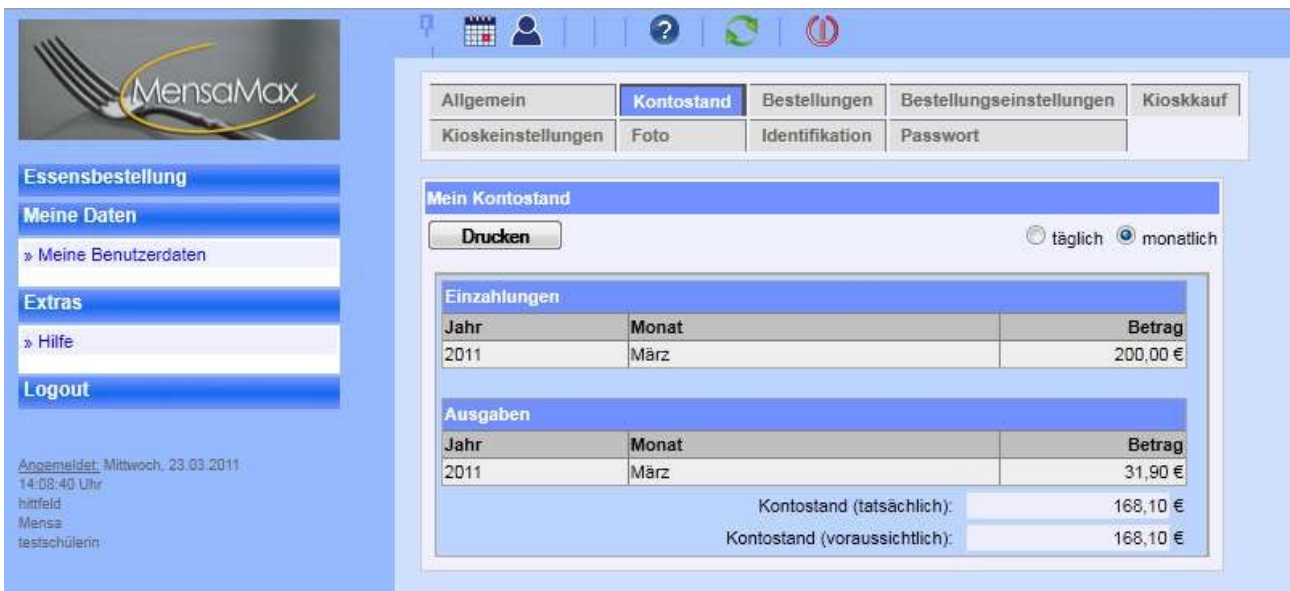 MensaMax
Essensbestellung
Meine Daten
» Meine Benutzerdaten
Extras
» Hilfe
Logout
Angemeldet: Mittwoch, 23.03.2011
14:08:40 Uhr
hittfeld
Mensa
testschülerin
Allgemein Kontostand Bestellungen Bestellungseinstellungen Kioskkauf
Kioskeinstellungen Foto Identifikation Passwort
Mein Kontostand
Drucken täglich monatlich
Einzahlungen
Jahr Monat Betrag
2011 März 200,00 €
Ausgaben
Jahr Monat Betrag
2011 März 31,90 €
Kontostand (tatsächlich): 168,10 €
Kontostand (voraussichtlich): 168,10 €